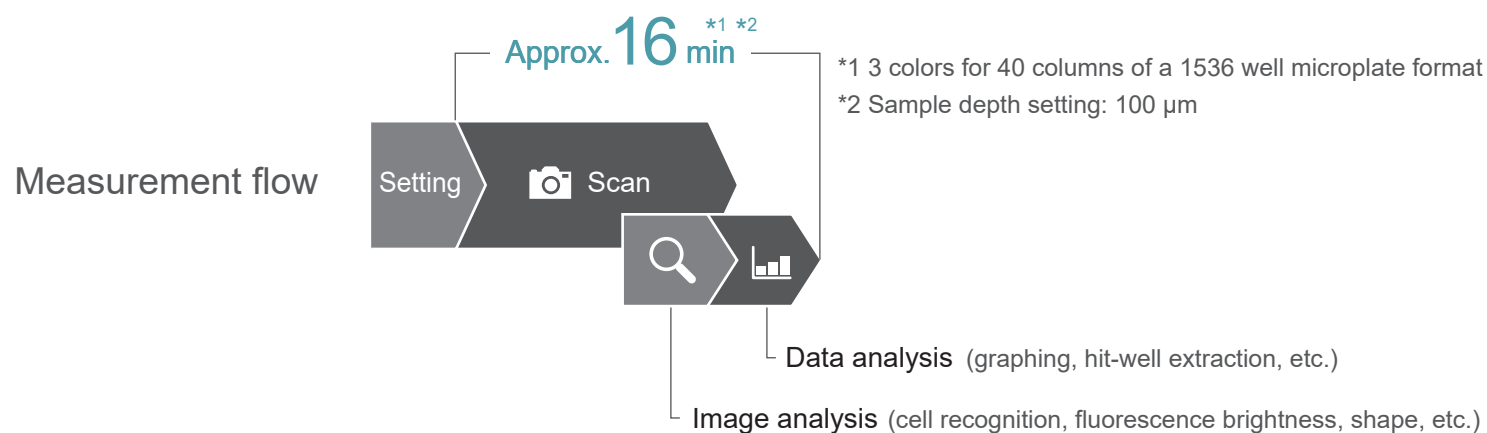 Approx. 16 min *1 *2
*1 3 colors for 40 columns of a 1536 well microplate format
*2 Sample depth setting: 100 µm
Measurement flow
Setting
Scan
Data analysis (graphing, hit-well extraction, etc.)
Image analysis (cell recognition, fluorescence brightness, shape, etc.)